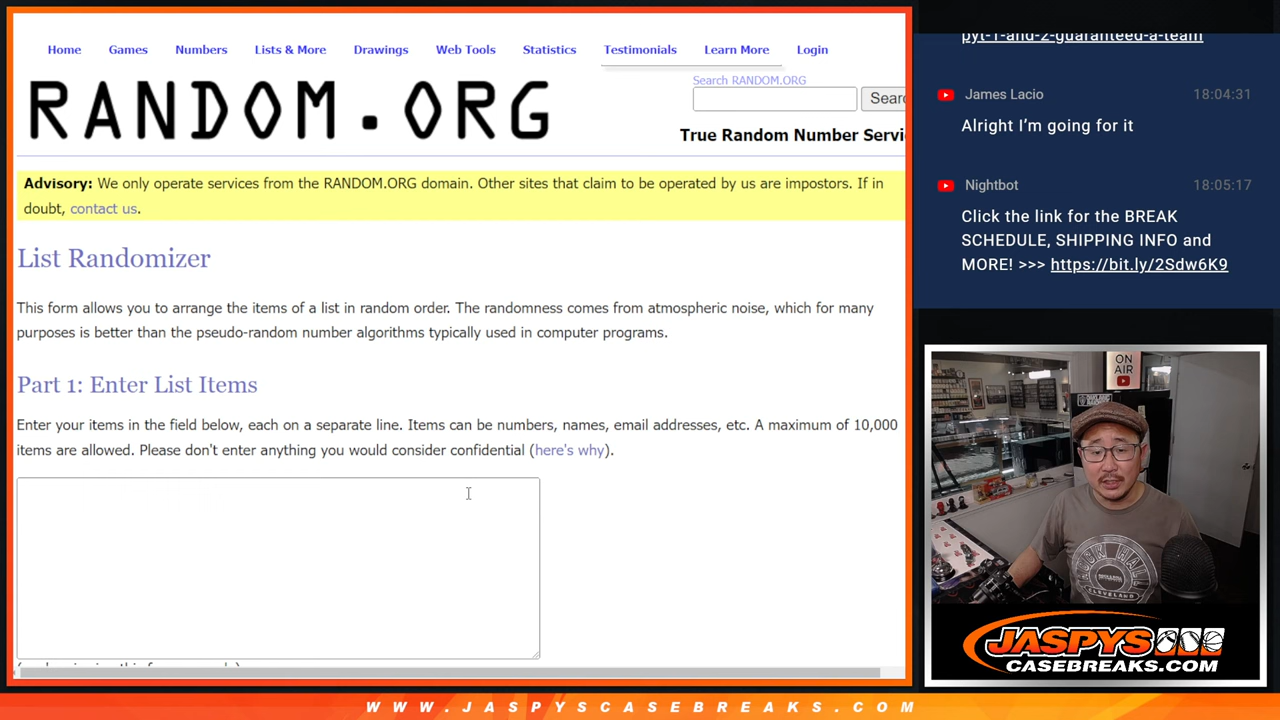 Home Games Numbers Lists & More Drawings Web Tools Statistics Testimonials Learn More Login
RANDOM.ORG
Search RANDOM.ORG
True Random Number Servi
Advisory: We only operate services from the RANDOM.ORG domain. Other sites that claim to be operated by us are impostors. If in
doubt, contact us.
List Randomizer
This form allows you to arrange the items of a list in random order. The randomness comes from atmospheric noise, which for many
purposes is better than the pseudo-random number algorithms typically used in computer programs.
Part 1: Enter List Items
Enter your items in the field below, each on a separate line. Items can be numbers, names, email addresses, etc. A maximum of 10,000
items are allowed. Please don't enter anything you would consider confidential (here's why).
pyt-1-and-2-guaranteed-a-team
James Lacio 18:04:31
Alright I'm going for it
Nightbot 18:05:17
Click the link for the BREAK
SCHEDULE, SHIPPING INFO and
MORE! >>> https://bit.ly/2Sdw6K9
ON
AIR
CLEVELAND
JASPYS
CASEBREAKS.COM
WWW.JASPYSCASEBREAKS.COM